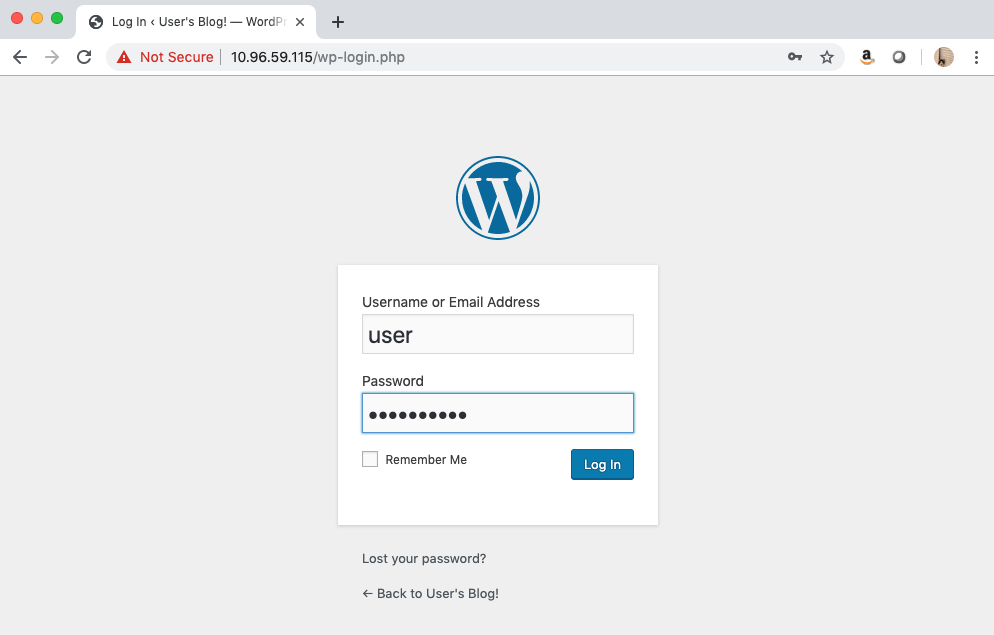 Log In ‹ User's Blog! — WordPr
Not Secure 10.96.59.115/wp-login.php
Username or Email Address
user
Password
••••••••••
Remember Me
Log In
Lost your password?
← Back to User's Blog!